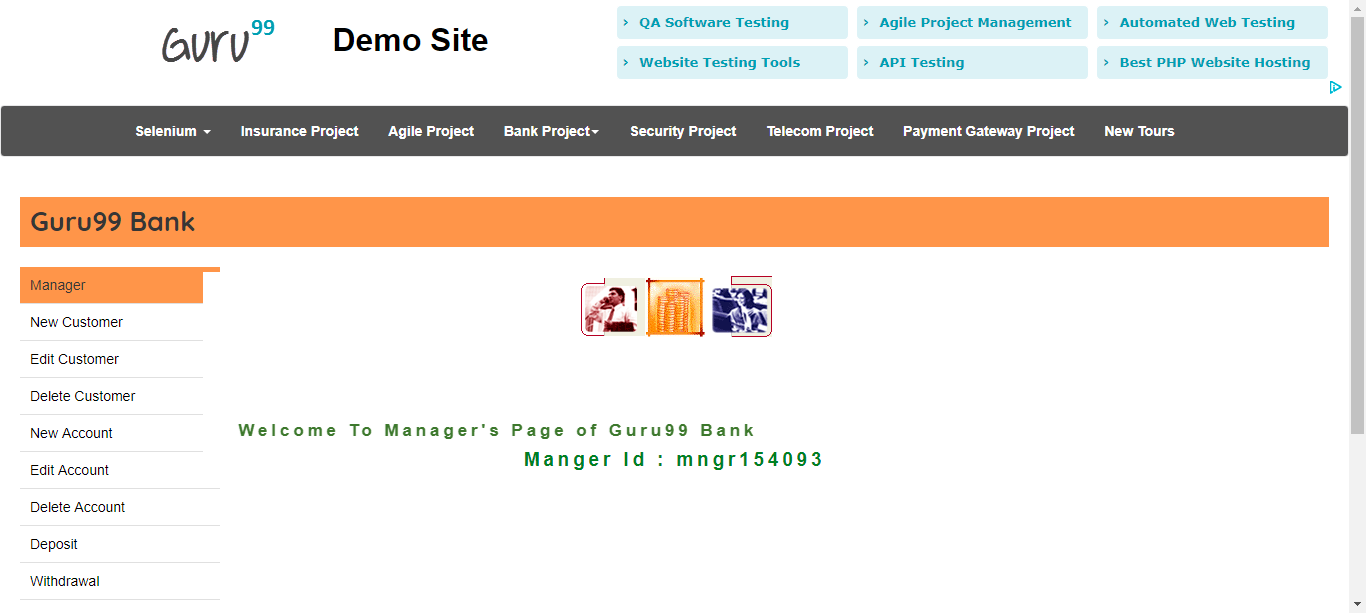 Guru99
Demo Site
› QA Software Testing
› Agile Project Management
› Automated Web Testing
› Website Testing Tools
› API Testing
› Best PHP Website Hosting
Selenium Insurance Project Agile Project Bank Project Security Project Telecom Project Payment Gateway Project New Tours
Guru99 Bank
Manager
New Customer
Edit Customer
Delete Customer
New Account
Edit Account
Delete Account
Deposit
Withdrawal
Welcome To Manager's Page of Guru99 Bank
Manger Id : mngr154093